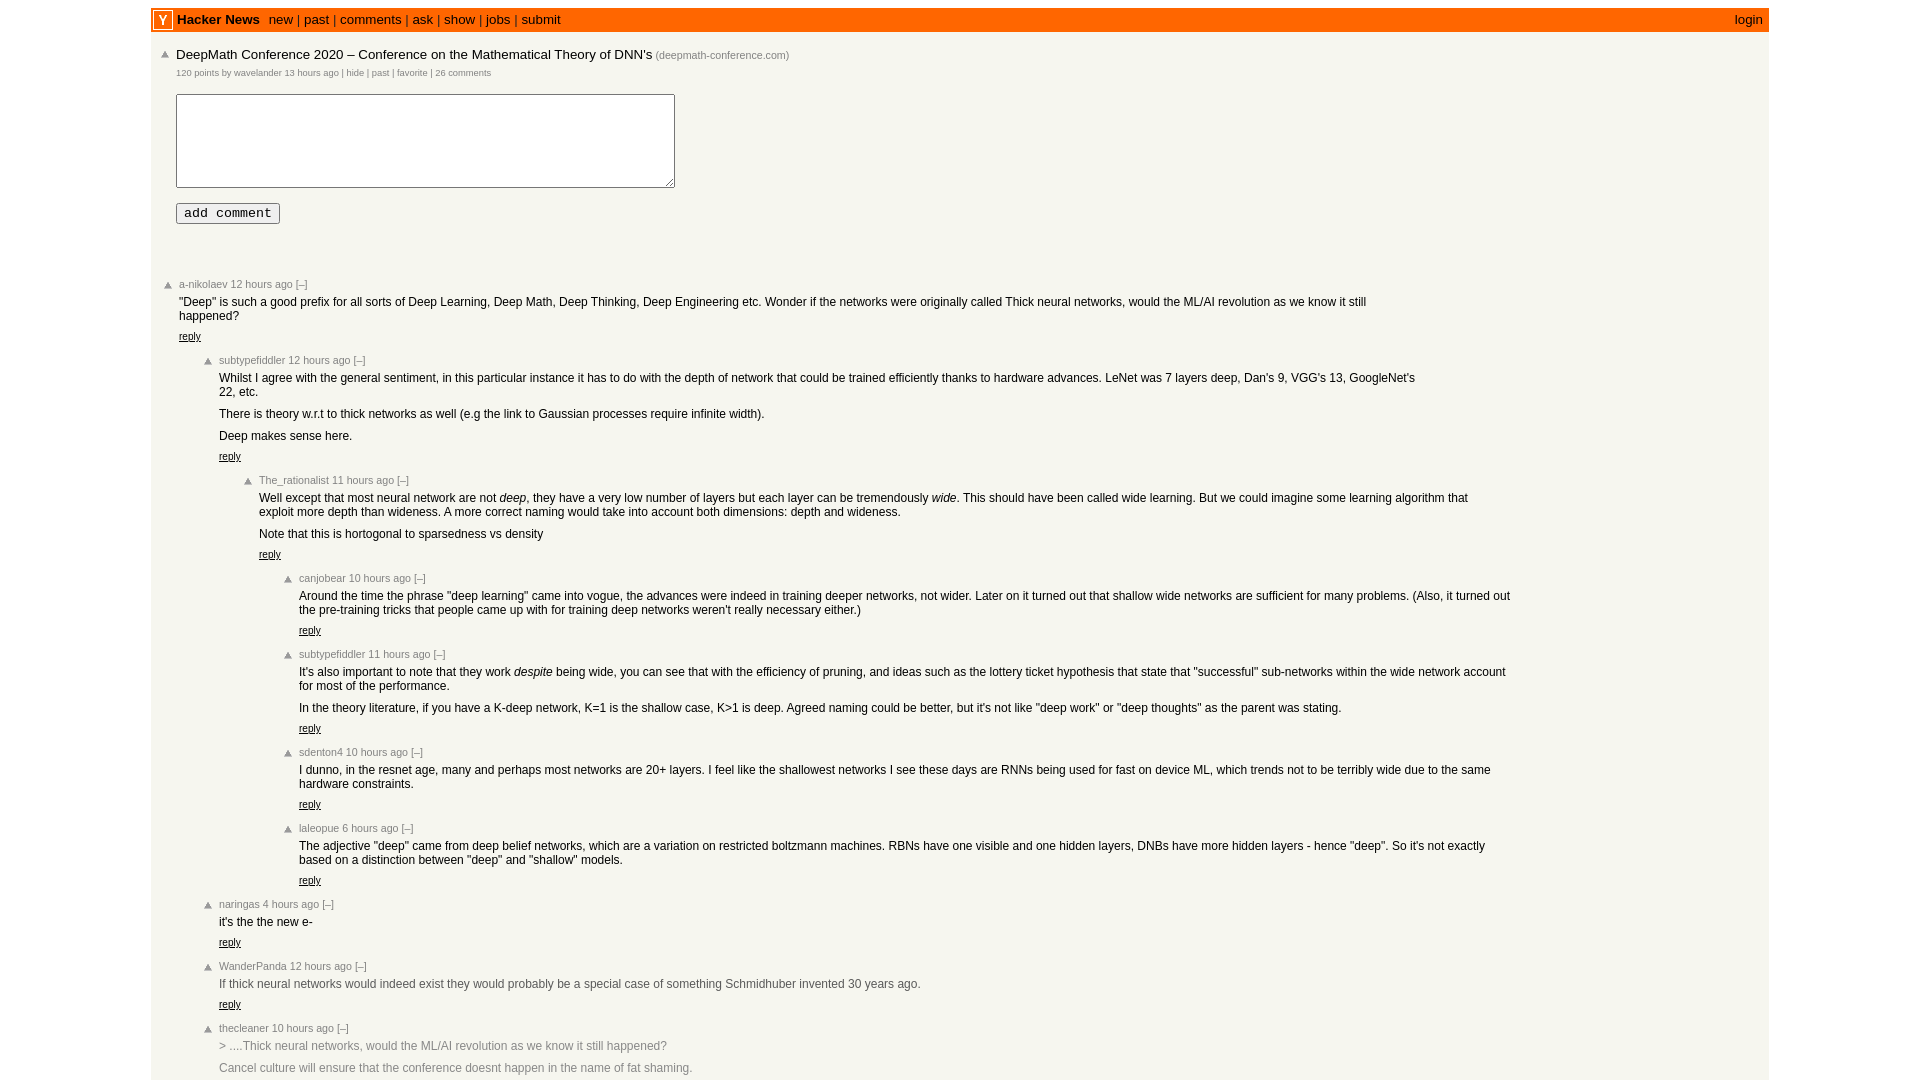 Y Hacker News new | past | comments | ask | show | jobs | submit login
DeepMath Conference 2020 – Conference on the Mathematical Theory of DNN's (deepmath-conference.com)
120 points by wavelander 13 hours ago | hide | past | favorite | 26 comments
add comment
a-nikolaev 12 hours ago [–]
"Deep" is such a good prefix for all sorts of Deep Learning, Deep Math, Deep Thinking, Deep Engineering etc. Wonder if the networks were originally called Thick neural networks, would the ML/AI revolution as we know it still
happened?
reply
subtypefiddler 12 hours ago [–]
Whilst I agree with the general sentiment, in this particular instance it has to do with the depth of network that could be trained efficiently thanks to hardware advances. LeNet was 7 layers deep, Dan's 9, VGG's 13, GoogleNet's
22, etc.
There is theory w.r.t to thick networks as well (e.g the link to Gaussian processes require infinite width).
Deep makes sense here.
reply
The_rationalist 11 hours ago [–]
Well except that most neural network are not deep, they have a very low number of layers but each layer can be tremendously wide. This should have been called wide learning. But we could imagine some learning algorithm that
exploit more depth than wideness. A more correct naming would take into account both dimensions: depth and wideness.
Note that this is hortogonal to sparsedness vs density
reply
canjobear 10 hours ago [–]
Around the time the phrase "deep learning" came into vogue, the advances were indeed in training deeper networks, not wider. Later on it turned out that shallow wide networks are sufficient for many problems. (Also, it turned out
the pre-training tricks that people came up with for training deep networks weren't really necessary either.)
reply
subtypefiddler 11 hours ago [–]
It's also important to note that they work despite being wide, you can see that with the efficiency of pruning, and ideas such as the lottery ticket hypothesis that state that "successful" sub-networks within the wide network account
for most of the performance.
In the theory literature, if you have a K-deep network, K=1 is the shallow case, K>1 is deep. Agreed naming could be better, but it's not like "deep work" or "deep thoughts" as the parent was stating.
reply
sdenton4 10 hours ago [–]
I dunno, in the resnet age, many and perhaps most networks are 20+ layers. I feel like the shallowest networks I see these days are RNNs being used for fast on device ML, which trends not to be terribly wide due to the same
hardware constraints.
reply
laleopue 6 hours ago [–]
The adjective "deep" came from deep belief networks, which are a variation on restricted boltzmann machines. RBNs have one visible and one hidden layers, DNBs have more hidden layers - hence "deep". So it's not exactly
based on a distinction between "deep" and "shallow" models.
reply
naringas 4 hours ago [–]
it's the the new e-
reply
WanderPanda 12 hours ago [–]
If thick neural networks would indeed exist they would probably be a special case of something Schmidhuber invented 30 years ago.
reply
thecleaner 10 hours ago [–]
> ....Thick neural networks, would the ML/AI revolution as we know it still happened?
Cancel culture will ensure that the conference doesnt happen in the name of fat shaming.